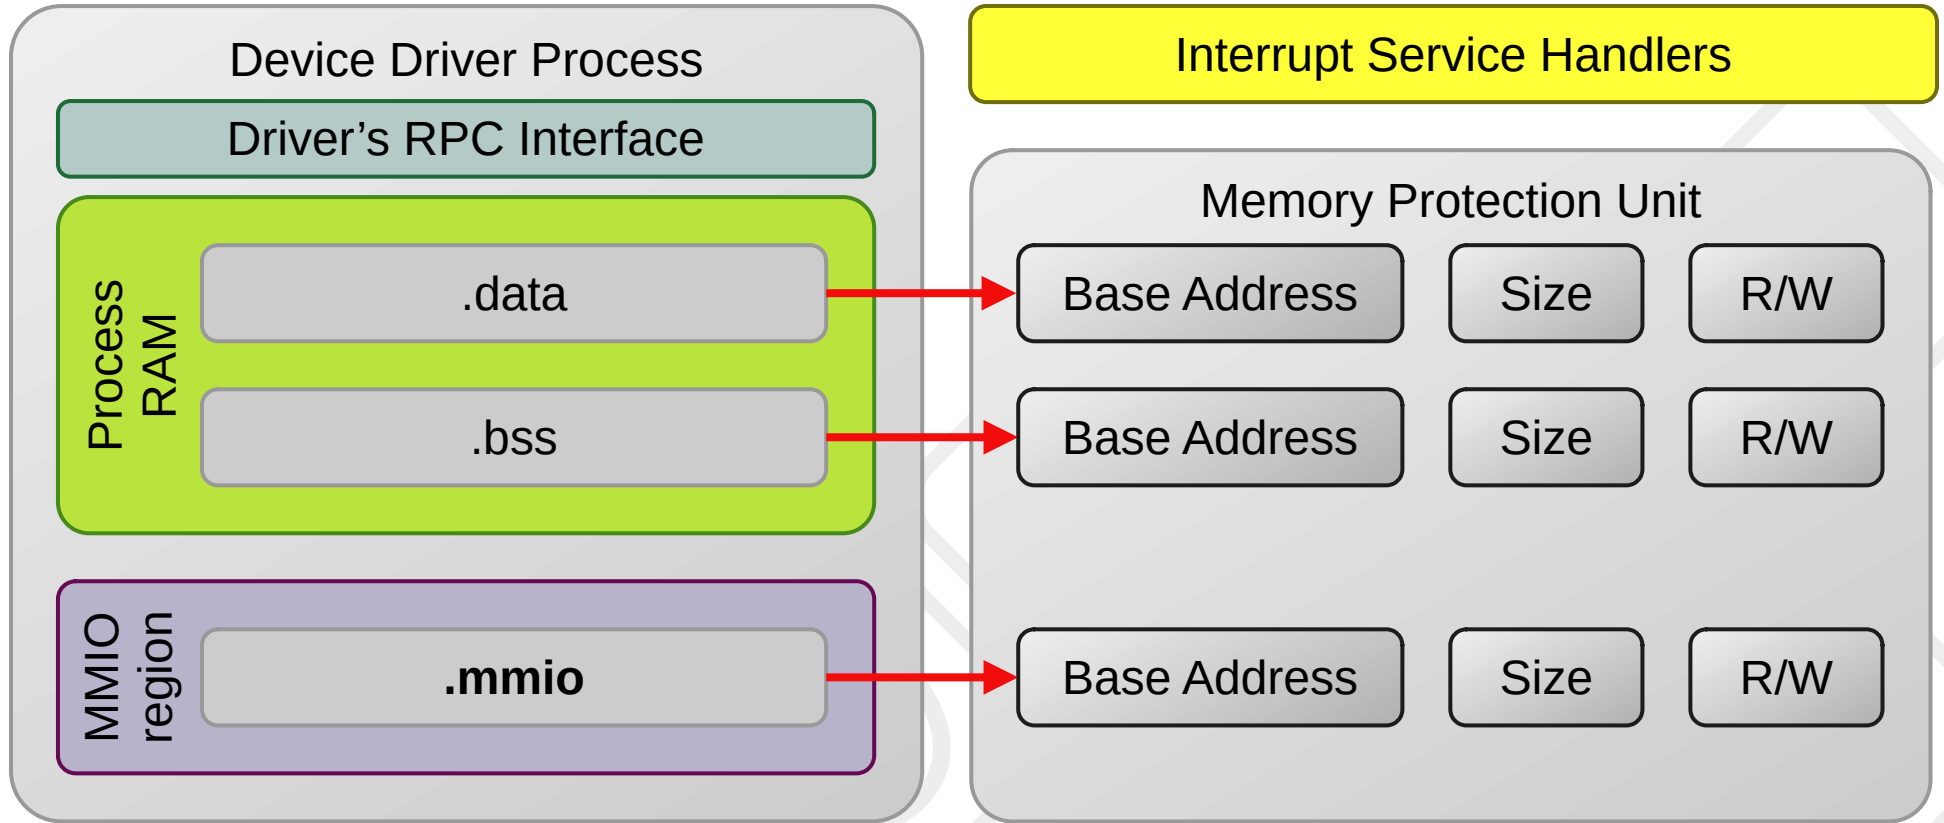 Device Driver Process
Driver’s RPC Interface
Process
RAM
.data
.bss
MMIO
region
.mmio
Interrupt Service Handlers
Memory Protection Unit
Base Address Size R/W
Base Address Size R/W
Base Address Size R/W